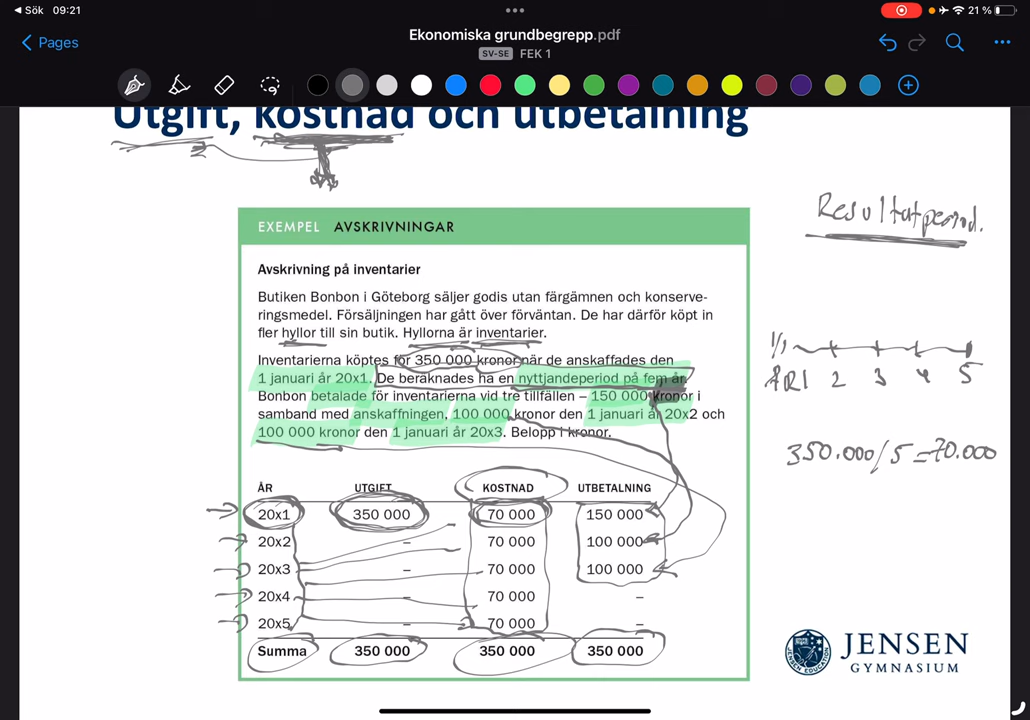 Sök 09:21
21 %
Pages
Ekonomiska grundbegrepp.pdf
SV-SE FEK 1
Utgift, kostnad och utbetalning
Resultatperiod.
EXEMPEL AVSKRIVNINGAR
Avskrivning på inventarier
Butiken Bonbon i Göteborg säljer godis utan färgämnen och konserve-
ringsmedel. Försäljningen har gått över förväntan. De har därför köpt in
fler hyllor till sin butik. Hyllorna är inventarier.
Inventarierna köptes för 350 000 kronor när de anskaffades den
1 januari år 20x1. De beräknades ha en nyttjandeperiod på fem år.
Bonbon betalade för inventarierna vid tre tillfällen – 150 000 kronor i
samband med anskaffningen, 100 000 kronor den 1 januari år 20x2 och
100 000 kronor den 1 januari år 20x3. Belopp i kronor.
1/1
ÅR1 2 3 4 5
350.000/5=70.000
ÅR UTGIFT KOSTNAD UTBETALNING
20x1 350 000 70 000 150 000
20x2 – 70 000 100 000
20x3 – 70 000 100 000
20x4 – 70 000 –
20x5 – 70 000 –
Summa 350 000 350 000 350 000
JENSEN
GYMNASIUM
JENSEN EDUCATION